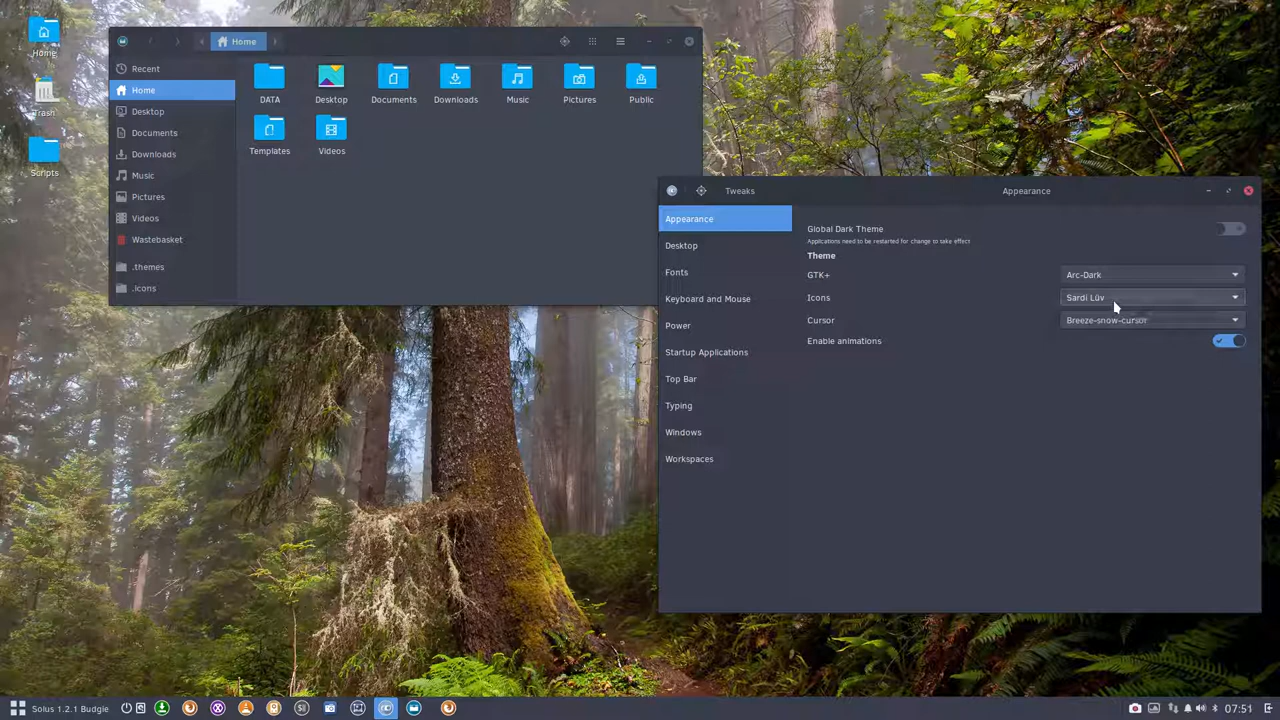 Home
Trash
Scripts
Home
Recent
Home
Desktop
Documents
Downloads
Music
Pictures
Videos
Wastebasket
.themes
.icons
DATA
Desktop
Documents
Downloads
Music
Pictures
Public
Templates
Videos
Tweaks
Appearance
Appearance
Desktop
Fonts
Keyboard and Mouse
Power
Startup Applications
Top Bar
Typing
Windows
Workspaces
Global Dark Theme
Applications need to be restarted for change to take effect
Theme
GTK+
Arc-Dark
Icons
Sardi Lüv
Cursor
Breeze-snow-cursor
Enable animations
Solus 1.2.1 Budgie
07:51